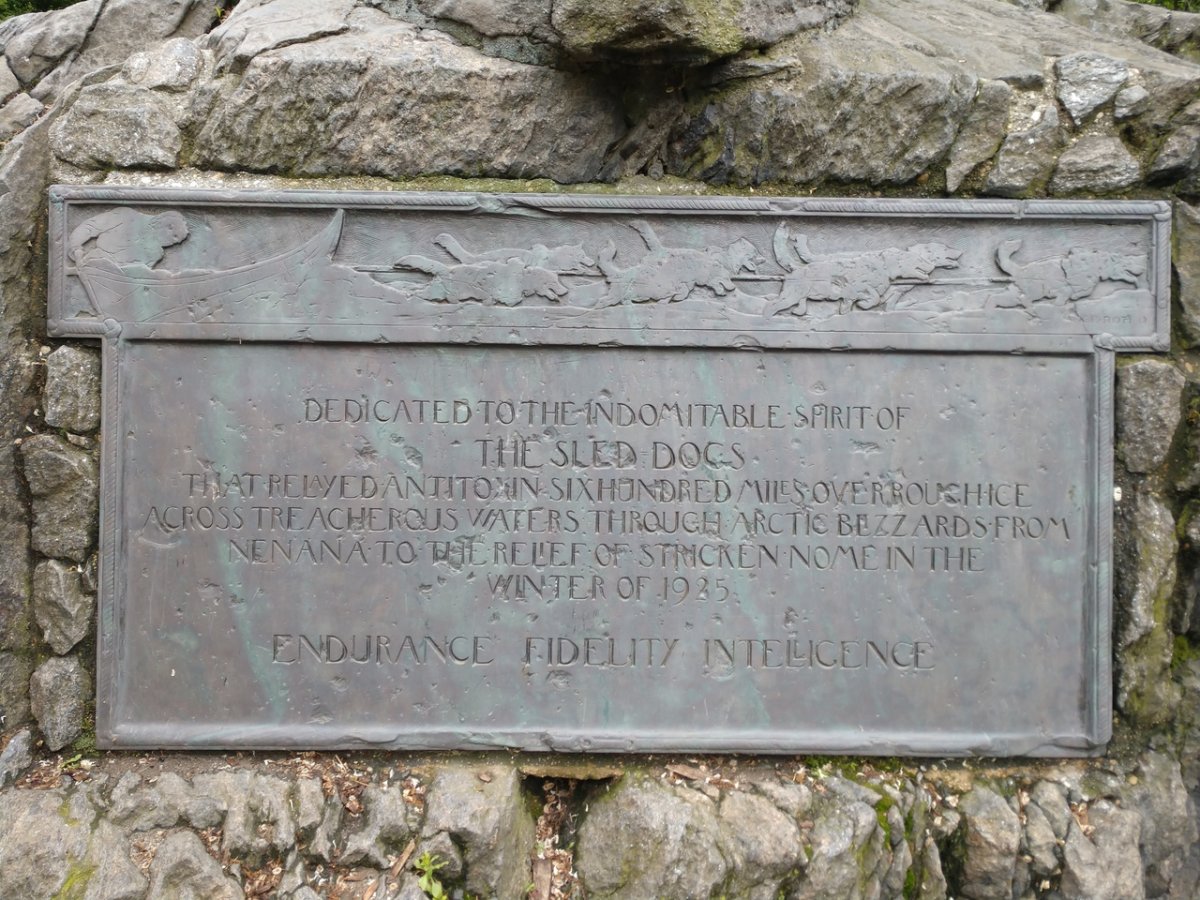 DEDICATED TO THE INDOMITABLE SPIRIT OF
THE SLED DOGS
THAT RELAYED ANTITOXIN SIX HUNDRED MILES OVER ROUGH ICE
ACROSS TREACHEROUS WATERS THROUGH ARCTIC BEZZARDS FROM
NENANA TO THE RELIEF OF STRICKEN NOME IN THE
WINTER OF 1925
ENDURANCE FIDELITY INTELLIGENCE